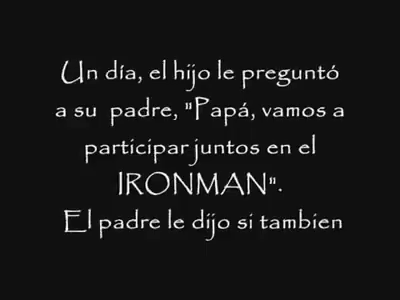 Un día, el hijo le preguntó
a su padre, "Papá, vamos a
participar juntos en el
IRONMAN".
El padre le dijo si tambien